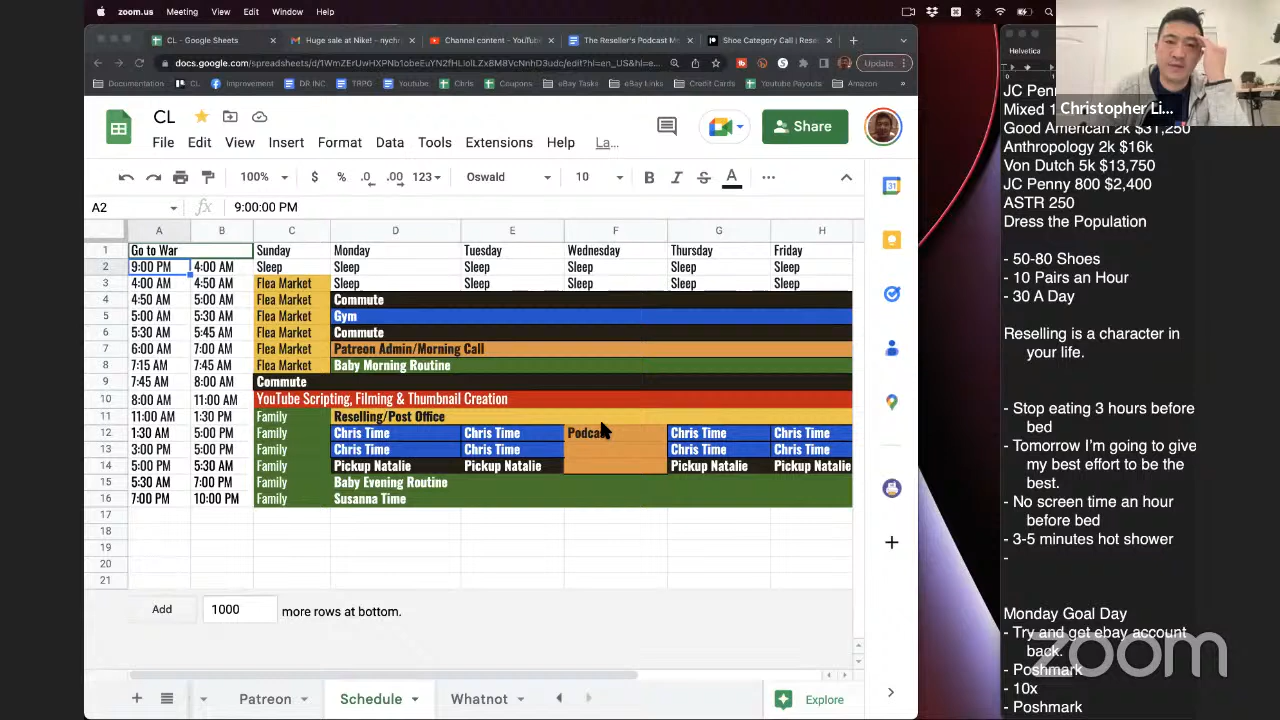 zoom.us Meeting View Edit Window Help
CL - Google Sheets × Huge sale at Nike! - nychr × Channel content - YouTube × The Reseller's Podcast M × Shoe Category Call | Rese × +
docs.google.com/spreadsheets/d/ Update
Documentation CL Improvement DR INC TRPG Youtube Chris Coupons eBay Links Credit Cards Youtube Payouts Amazon »
CL
Share
File Edit View Insert Format Data Tools Extensions Help La...
100% $ % .0 .00 123 Oswald 10 B I S A
A2 fx 9:00:00 PM
A B C D E F G H
1 Go to War Sunday Monday Tuesday Wednesday Thursday Friday
2 9:00 PM 4:00 AM Sleep Sleep Sleep Sleep Sleep Sleep
3 4:00 AM 4:50 AM Flea Market Sleep Sleep Sleep Sleep Sleep
4 4:50 AM 5:00 AM Flea Market Commute
5 5:00 AM 5:30 AM Flea Market Gym
6 5:30 AM 5:45 AM Flea Market Commute
7 6:00 AM 7:00 AM Flea Market Patreon Admin/Morning Call
8 7:15 AM 7:45 AM Flea Market Baby Morning Routine
9 7:45 AM 8:00 AM Commute
10 8:00 AM 11:00 AM YouTube Scripting, Filming & Thumbnail Creation
11 11:00 AM 1:30 PM Family Reselling/Post Office
12 1:30 AM 5:00 PM Family Chris Time Chris Time Podcas Chris Time Chris Time
13 3:00 PM 5:00 PM Family Chris Time Chris Time Chris Time Chris Time
14 5:00 PM 5:30 AM Family Pickup Natalie Pickup Natalie Pickup Natalie Pickup Natalie
15 5:30 AM 7:00 PM Family Baby Evening Routine
16 7:00 PM 10:00 PM Family Susanna Time
17
18
19
20
21
Add 1000 more rows at bottom.
+ Patreon Schedule Whatnot Explore
Helvetica
Christopher Li...
JC Penn
Mixed 1
Good American 2k $31,250
Anthropology 2k $16k
Von Dutch 5k $13,750
JC Penny 800 $2,400
ASTR 250
Dress the Population
- 50-80 Shoes
- 10 Pairs an Hour
- 30 A Day
Reselling is a character in
your life.
- Stop eating 3 hours before
bed
- Tomorrow I'm going to give
my best effort to be the
best.
- No screen time an hour
before bed
- 3-5 minutes hot shower
-
Monday Goal Day
- Try and get ebay account
back.
- Poshmark
- 10x
- Poshmark
zoom